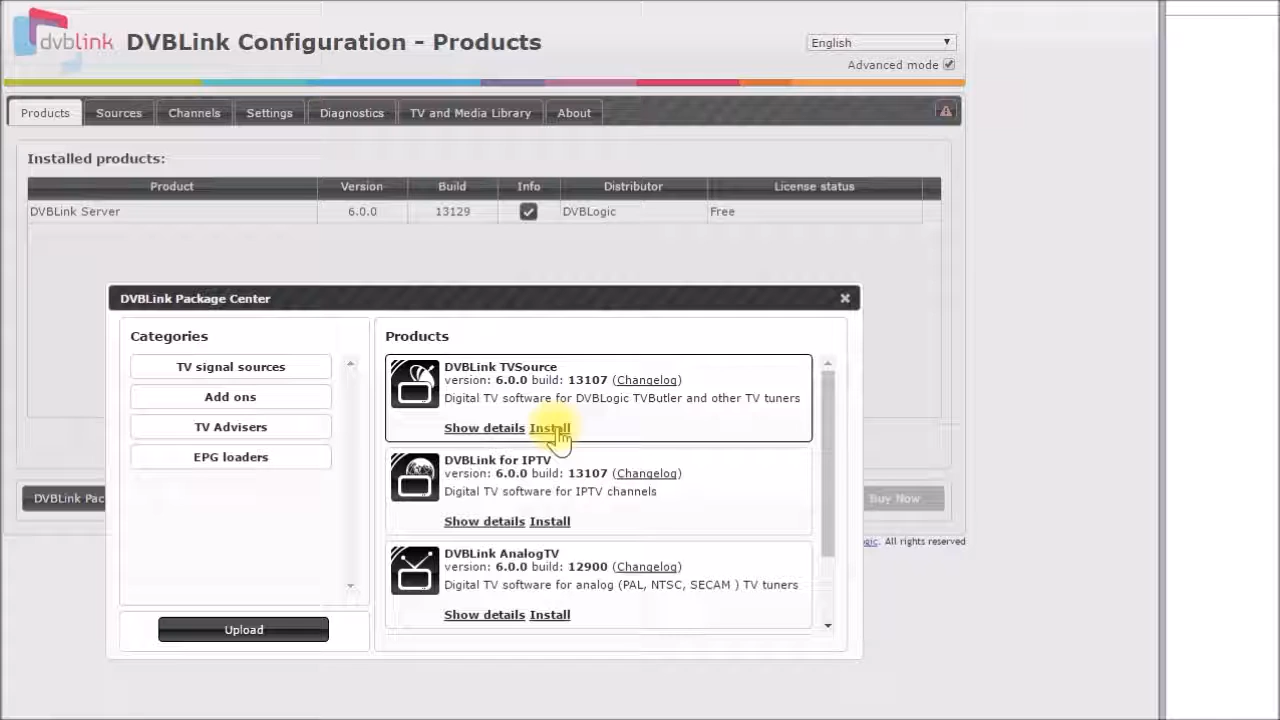 dvblink DVBLink Configuration - Products
English
Advanced mode
Products Sources Channels Settings Diagnostics TV and Media Library About
Installed products:
Product Version Build Info Distributor License status
DVBLink Server 6.0.0 13129 DVBLogic Free
DVBLink Package Center
Categories
TV signal sources
Add ons
TV Advisers
EPG loaders
Upload
Products
DVBLink TVSource
version: 6.0.0 build: 13107 (Changelog)
Digital TV software for DVBLogic TVButler and other TV tuners
Show details Install
DVBLink for IPTV
version: 6.0.0 build: 13107 (Changelog)
Digital TV software for IPTV channels
Show details Install
DVBLink AnalogTV
version: 6.0.0 build: 12900 (Changelog)
Digital TV software for analog (PAL, NTSC, SECAM ) TV tuners
Show details Install
DVBLink Pac
Buy Now
gic. All rights reserved